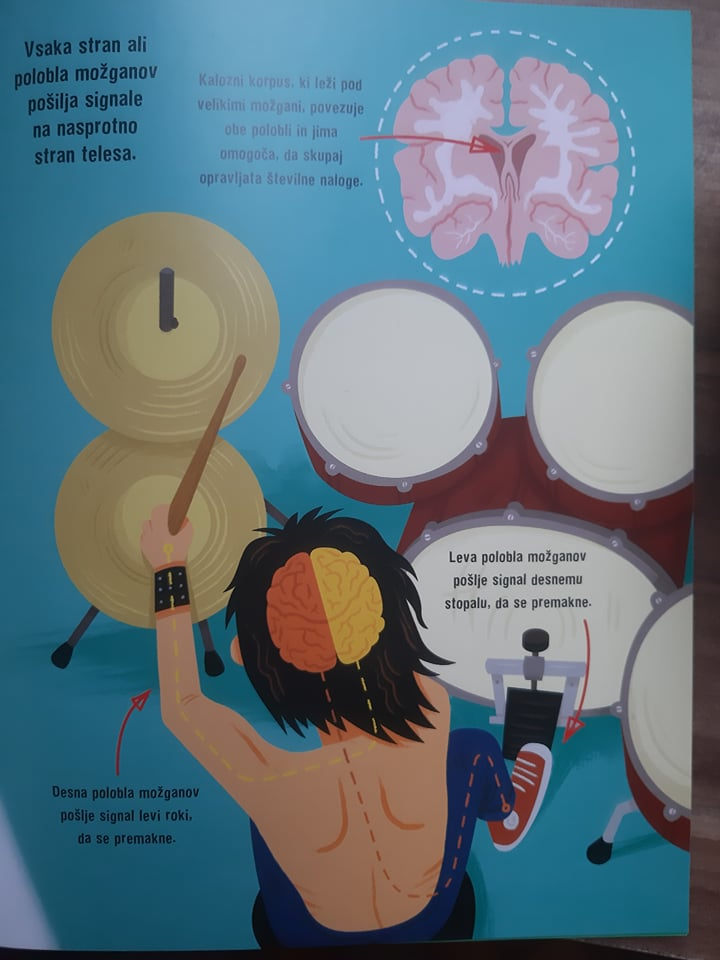 Vsaka stran ali
polobla možganov
pošilja signale
na nasprotno
stran telesa.
Kalozni korpus, ki leži pod
velikimi možgani, povezuje
obe polobli in jima
omogoča, da skupaj
opravljata številne naloge.
Leva polobla možganov
pošlje signal desnemu
stopalu, da se premakne.
Desna polobla možganov
pošlje signal levi roki,
da se premakne.